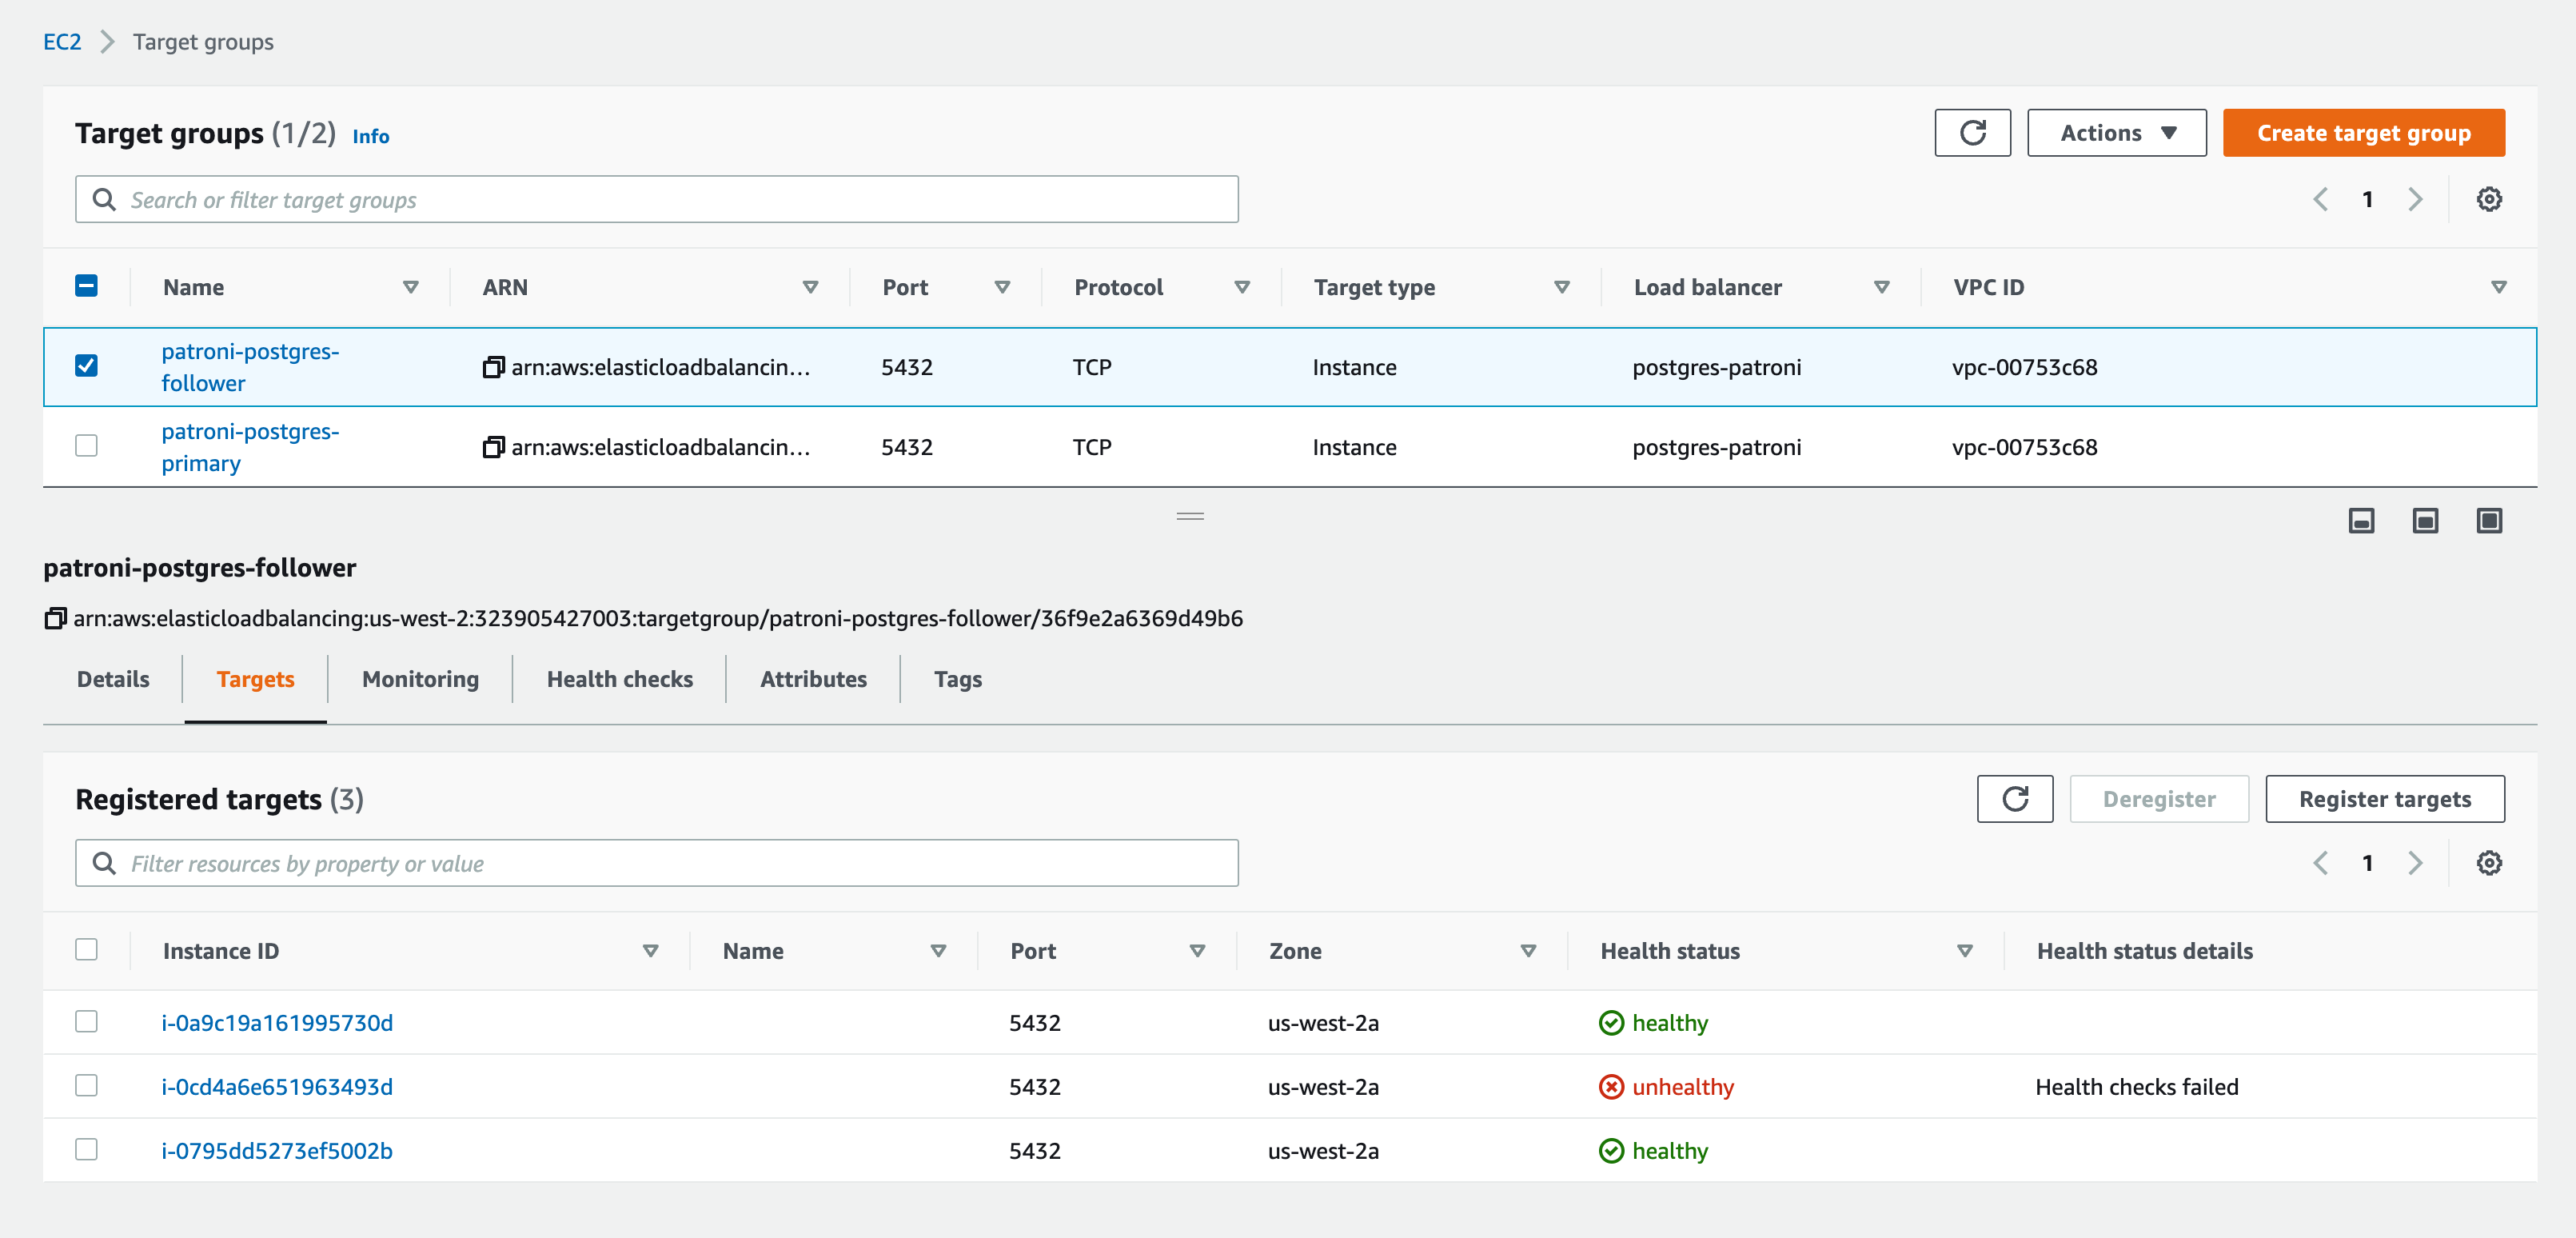 EC2 Target groups
Target groups (1/2) Info
Actions
Create target group
Search or filter target groups
1
Name ARN Port Protocol Target type Load balancer VPC ID
patroni-postgres-
follower
arn:aws:elasticloadbalancin... 5432 TCP Instance postgres-patroni vpc-00753c68
patroni-postgres-
primary
arn:aws:elasticloadbalancin... 5432 TCP Instance postgres-patroni vpc-00753c68
patroni-postgres-follower
arn:aws:elasticloadbalancing:us-west-2:323905427003:targetgroup/patroni-postgres-follower/36f9e2a6369d49b6
Details Targets Monitoring Health checks Attributes Tags
Registered targets (3)
Deregister
Register targets
Filter resources by property or value
1
Instance ID Name Port Zone Health status Health status details
i-0a9c19a161995730d 5432 us-west-2a healthy
i-0cd4a6e651963493d 5432 us-west-2a unhealthy Health checks failed
i-0795dd5273ef5002b 5432 us-west-2a healthy